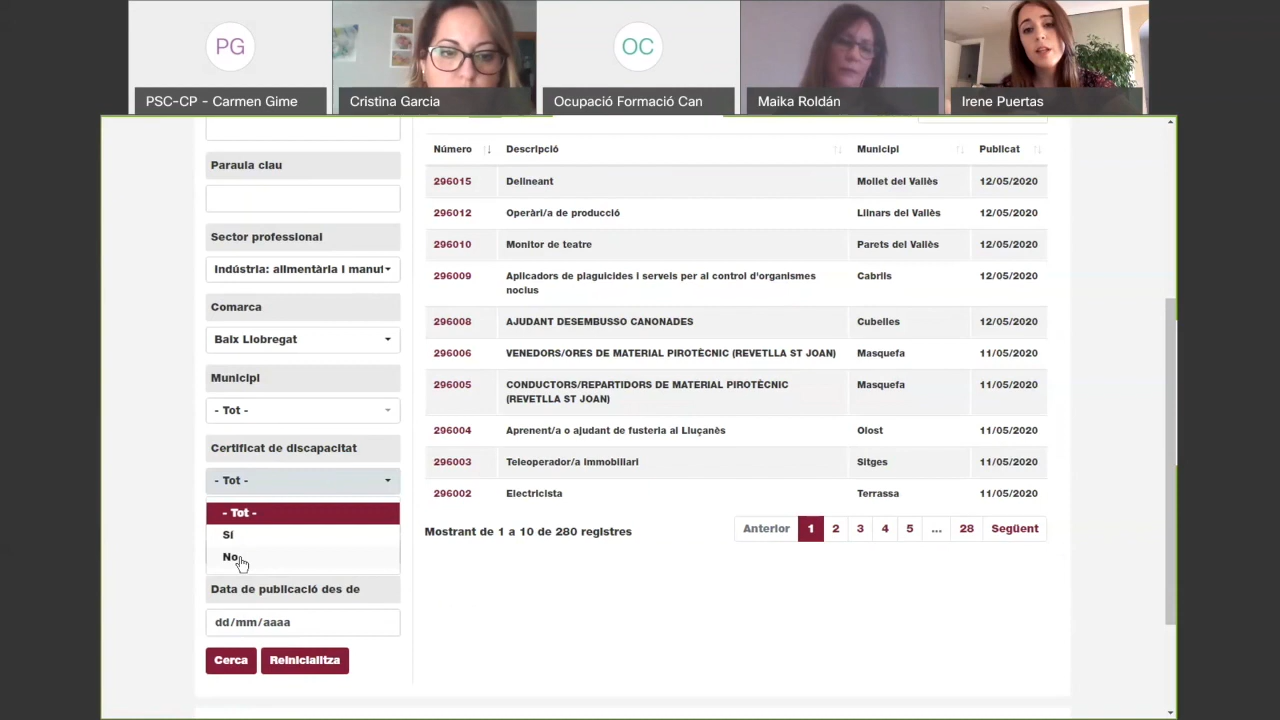 PG
OC
PSC-CP - Carmen Gime
Cristina Garcia
Ocupació Formació Can
Maika Roldán
Irene Puertas
Paraula clau
Sector professional
Indústria: alimentària i manuf
Comarca
Baix Llobregat
Municipi
- Tot -
Certificat de discapacitat
- Tot -
- Tot -
Sí
No
Data de publicació des de
dd/mm/aaaa
Cerca Reinicialitza
Número Descripció Municipi Publicat
296015 Delineant Mollet del Vallès 12/05/2020
296012 Operàri/a de producció Llinars del Vallès 12/05/2020
296010 Monitor de teatre Parets del Vallès 12/05/2020
296009 Aplicadors de plaguicides i serveis per al control d'organismes Cabrils 12/05/2020
nocius
296008 AJUDANT DESEMBUSSO CANONADES Cubelles 12/05/2020
296006 VENEDORS/ORES DE MATERIAL PIROTÈCNIC (REVETLLA ST JOAN) Masquefa 11/05/2020
296005 CONDUCTORS/REPARTIDORS DE MATERIAL PIROTÈCNIC Masquefa 11/05/2020
(REVETLLA ST JOAN)
296004 Aprenent/a o ajudant de fusteria al Lluçanès Olost 11/05/2020
296003 Teleoperador/a immobiliari Sitges 11/05/2020
296002 Electricista Terrassa 11/05/2020
Mostrant de 1 a 10 de 280 registres
Anterior 1 2 3 4 5 ... 28 Següent